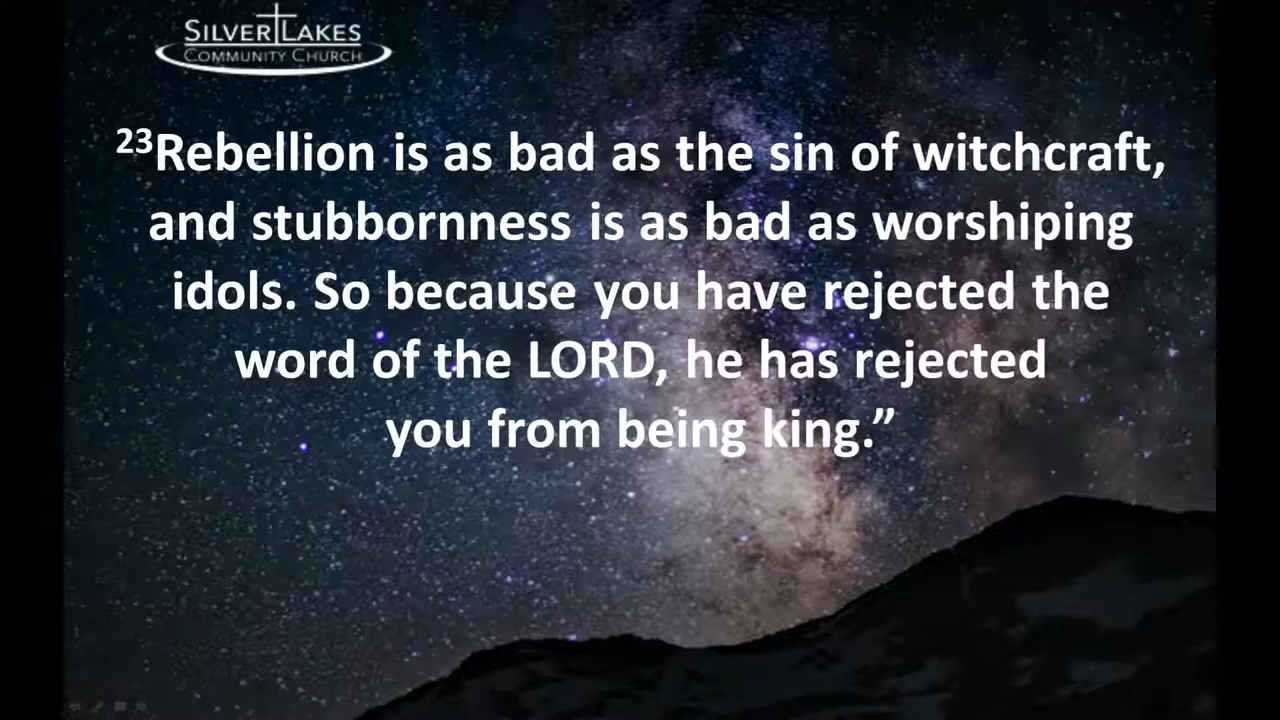 SILVER LAKES
COMMUNITY CHURCH
23Rebellion is as bad as the sin of witchcraft,
and stubbornness is as bad as worshiping
idols. So because you have rejected the
word of the LORD, he has rejected
you from being king.”